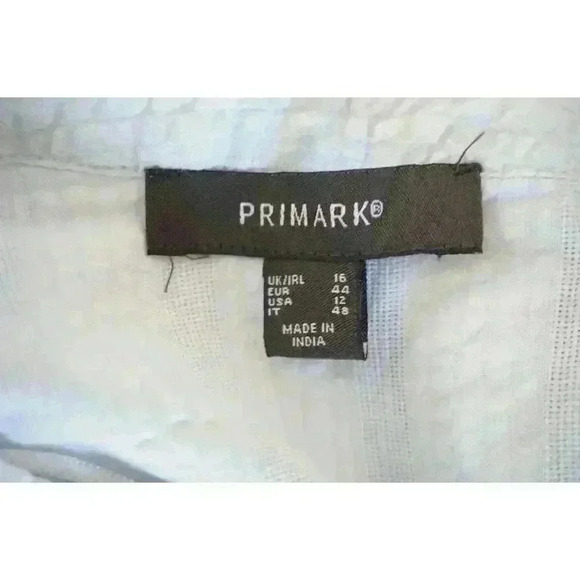 PRIMARK®
UK/IRL 16
EUR 44
USA 12
IT 48
MADE IN
INDIA